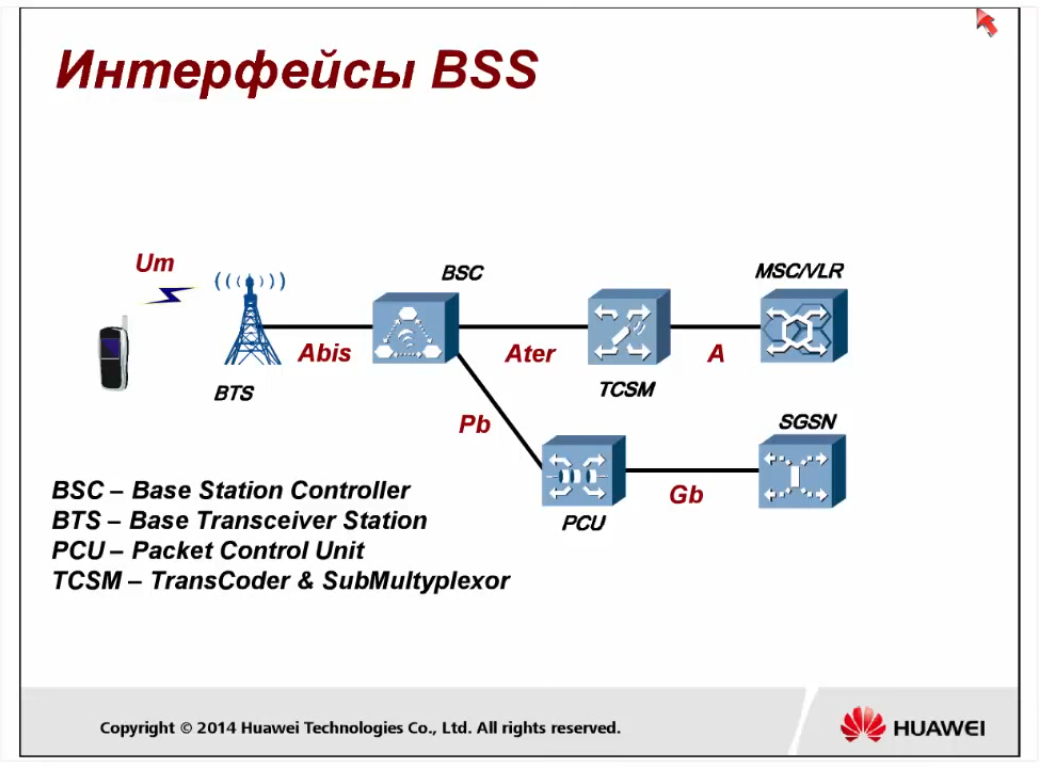 Интерфейсы BSS
Um
BSC
MSC/VLR
Abis
Ater
A
BTS
TCSM
Pb
SGSN
Gb
PCU
BSC – Base Station Controller
BTS – Base Transceiver Station
PCU – Packet Control Unit
TCSM – TransCoder & SubMultyplexor
Copyright © 2014 Huawei Technologies Co., Ltd. All rights reserved.
HUAWEI